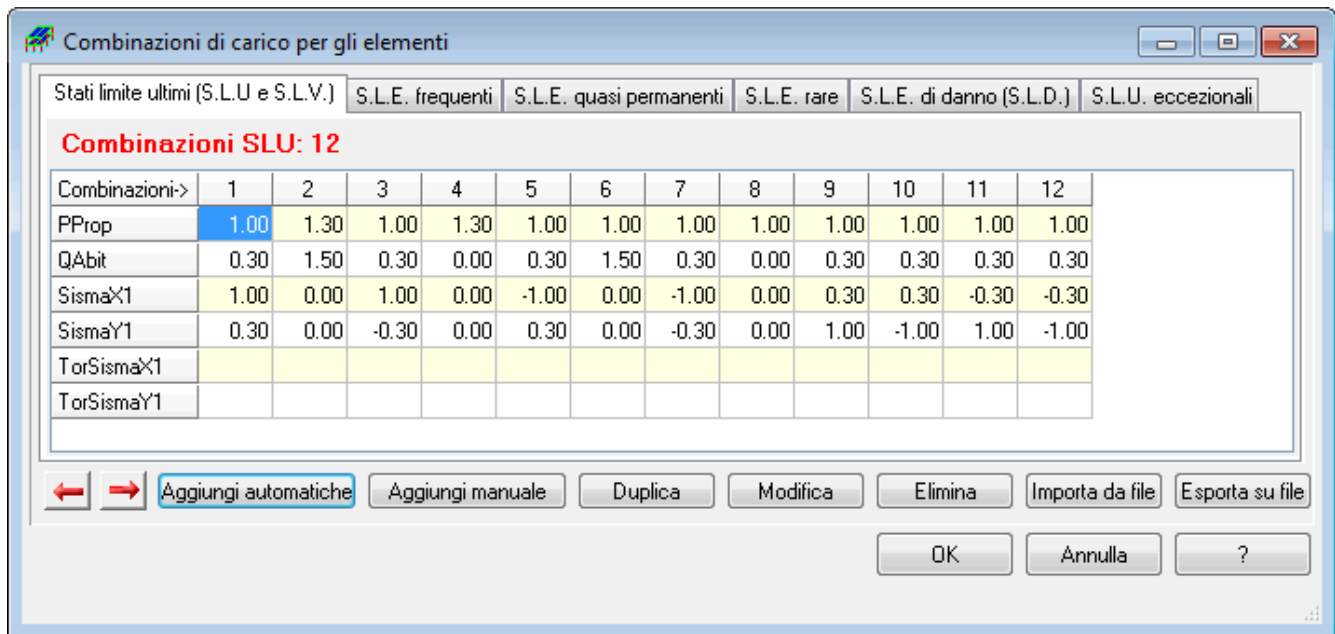 Combinazioni di carico per gli elementi
Stati limite ultimi (S.L.U e S.L.V.) S.L.E. frequenti S.L.E. quasi permanenti S.L.E. rare S.L.E. di danno (S.L.D.) S.L.U. eccezionali
Combinazioni SLU: 12
Combinazioni-> 1 2 3 4 5 6 7 8 9 10 11 12
PProp 1.00 1.30 1.00 1.30 1.00 1.00 1.00 1.00 1.00 1.00 1.00 1.00
QAbit 0.30 1.50 0.30 0.00 0.30 1.50 0.30 0.00 0.30 0.30 0.30 0.30
SismaX1 1.00 0.00 1.00 0.00 -1.00 0.00 -1.00 0.00 0.30 0.30 -0.30 -0.30
SismaY1 0.30 0.00 -0.30 0.00 0.30 0.00 -0.30 0.00 1.00 -1.00 1.00 -1.00
TorSismaX1
TorSismaY1
Aggiungi automatiche Aggiungi manuale Duplica Modifica Elimina Importa da file Esporta su file
OK Annulla ?